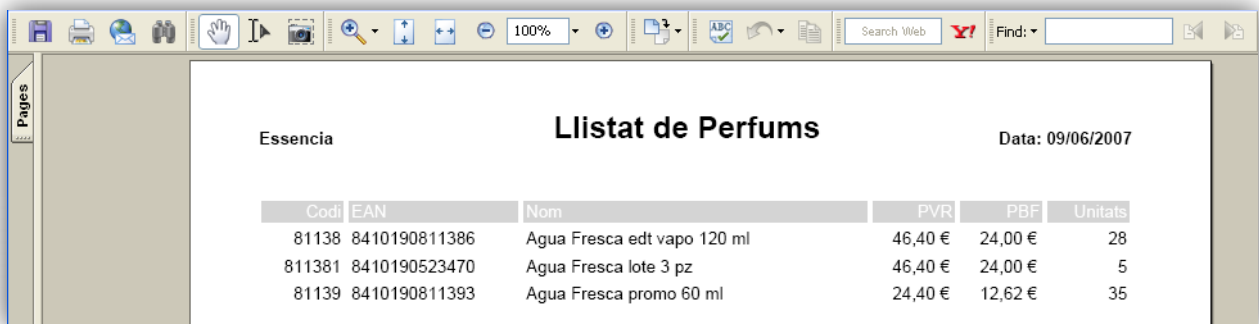 100%
ABC
Search Web
Y!
Find:
Pages
Essencia
Llistat de Perfums
Data: 09/06/2007
Codi EAN Nom PVR PBF Unitats
81138 8410190811386 Agua Fresca edt vapo 120 ml 46,40 € 24,00 € 28
811381 8410190523470 Agua Fresca lote 3 pz 46,40 € 24,00 € 5
81139 8410190811393 Agua Fresca promo 60 ml 24,40 € 12,62 € 35